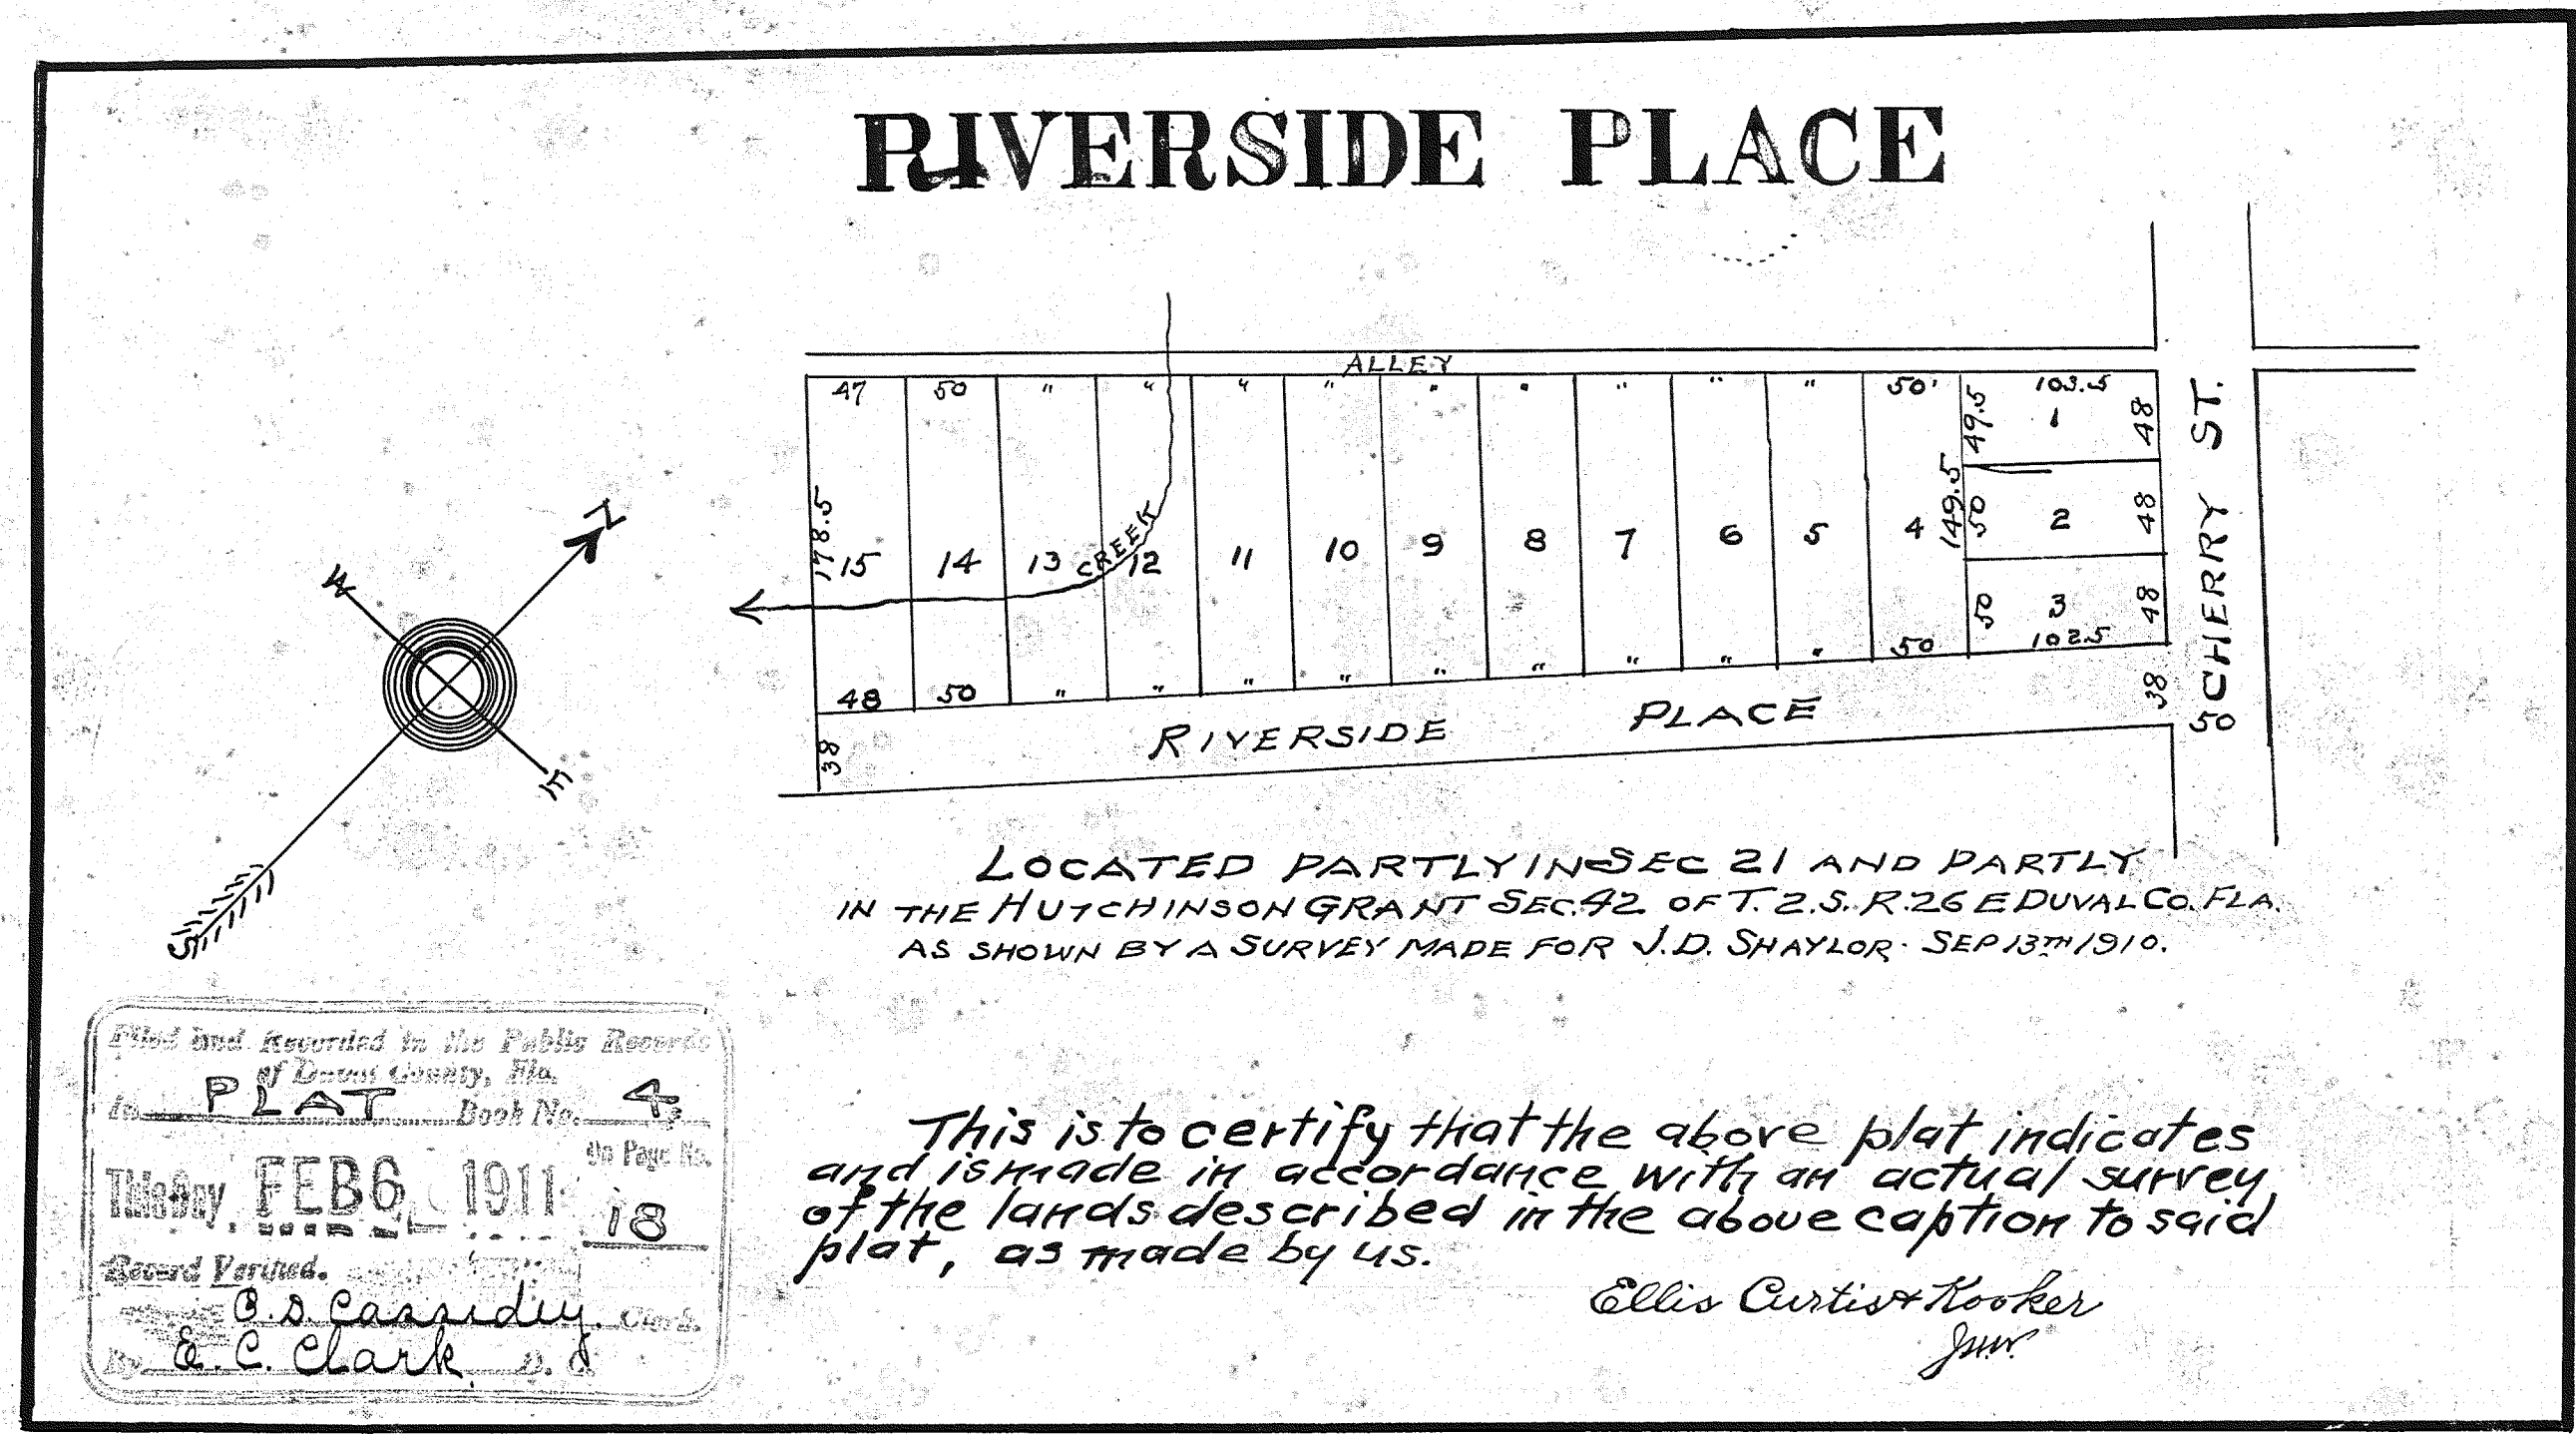 RIVERSIDE PLACE
ALLEY
47 50 " " " " " " " " " 50' 103.5
49.5 1 48
178.5 149.5
50 2 48
15 14 13 CREEK 12 11 10 9 8 7 6 5 4
50 3 48
102.5
48 50 " " " " " " " " " 50
38 RIVERSIDE PLACE 38
CHERRY ST.
50
N
W
E
S
LOCATED PARTLY IN SEC 21 AND PARTLY
IN THE HUTCHINSON GRANT SEC. 42 OF T. 2. S. R. 26 E DUVAL CO. FLA.
AS SHOWN BY A SURVEY MADE FOR J. D. SHAYLOR. SEP 13TH 1910.
Filed and Recorded in the Public Records
of Duval County, Fla.
In PLAT Book No. 4
On Page No.
This Day FEB 6 1911 18
Record Verified.
Clerk.
By E. C. Clark D. C.
This is to certify that the above plat indicates
and is made in accordance with an actual survey
of the lands described in the above caption to said
plat, as made by us.
Ellis Curtis & Kooker